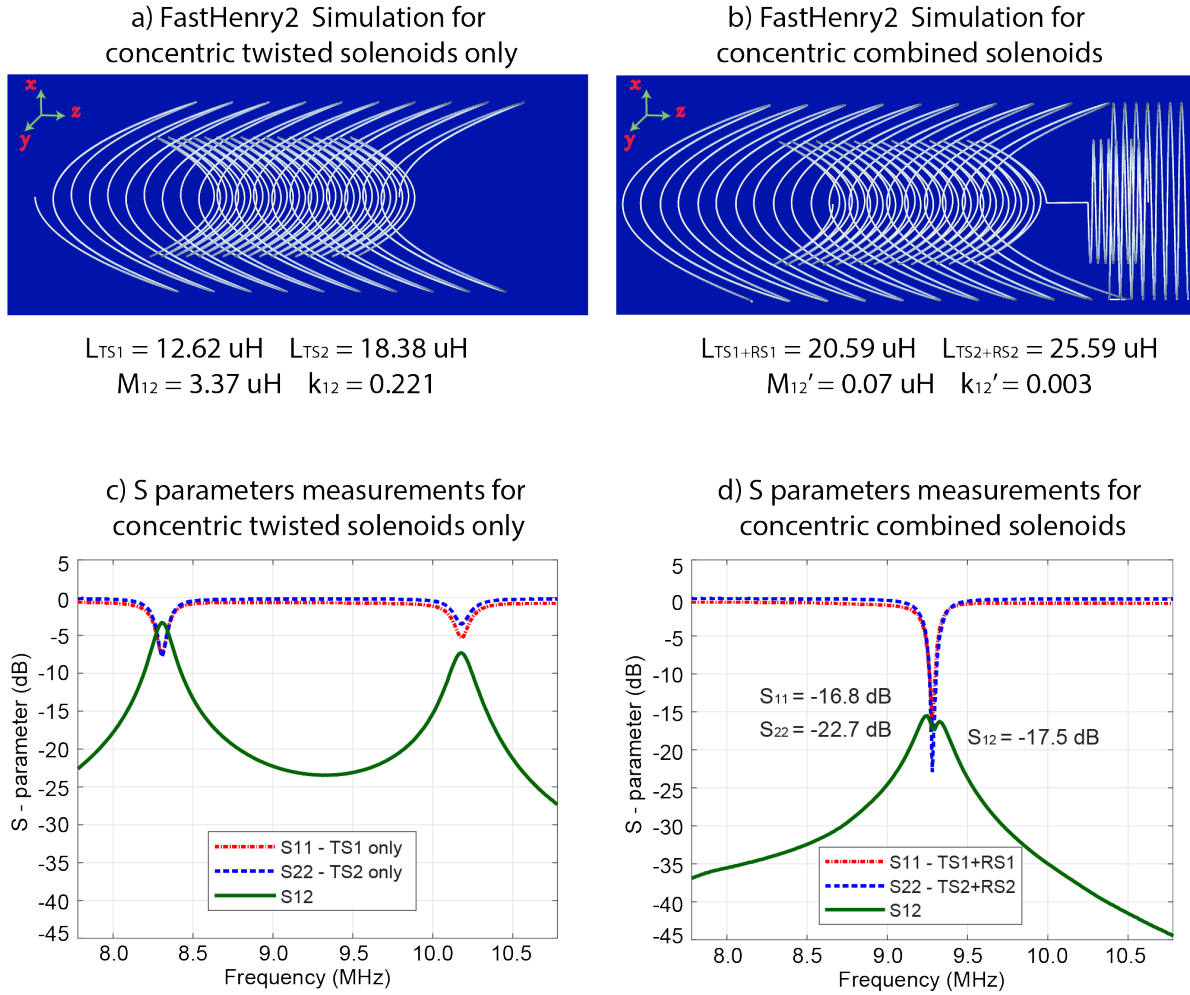 a) FastHenry2 Simulation for
concentric twisted solenoids only
x
z
y
LTS1 = 12.62 uH LTS2 = 18.38 uH
M12 = 3.37 uH k12 = 0.221
b) FastHenry2 Simulation for
concentric combined solenoids
x
z
y
LTS1+RS1 = 20.59 uH LTS2+RS2 = 25.59 uH
M12’ = 0.07 uH k12’ = 0.003
c) S parameters measurements for
concentric twisted solenoids only
S - parameter (dB)
5
0
-5
-10
-15
-20
-25
-30
-35
-40
-45
S11 - TS1 only
S22 - TS2 only
S12
8.0 8.5 9.0 9.5 10.0 10.5
Frequency (MHz)
d) S parameters measurements for
concentric combined solenoids
S - parameter (dB)
5
0
-5
-10
-15
-20
-25
-30
-35
-40
-45
S11 = -16.8 dB
S22 = -22.7 dB
S12 = -17.5 dB
S11 - TS1+RS1
S22 - TS2+RS2
S12
8.0 8.5 9.0 9.5 10.0 10.5
Frequency (MHz)